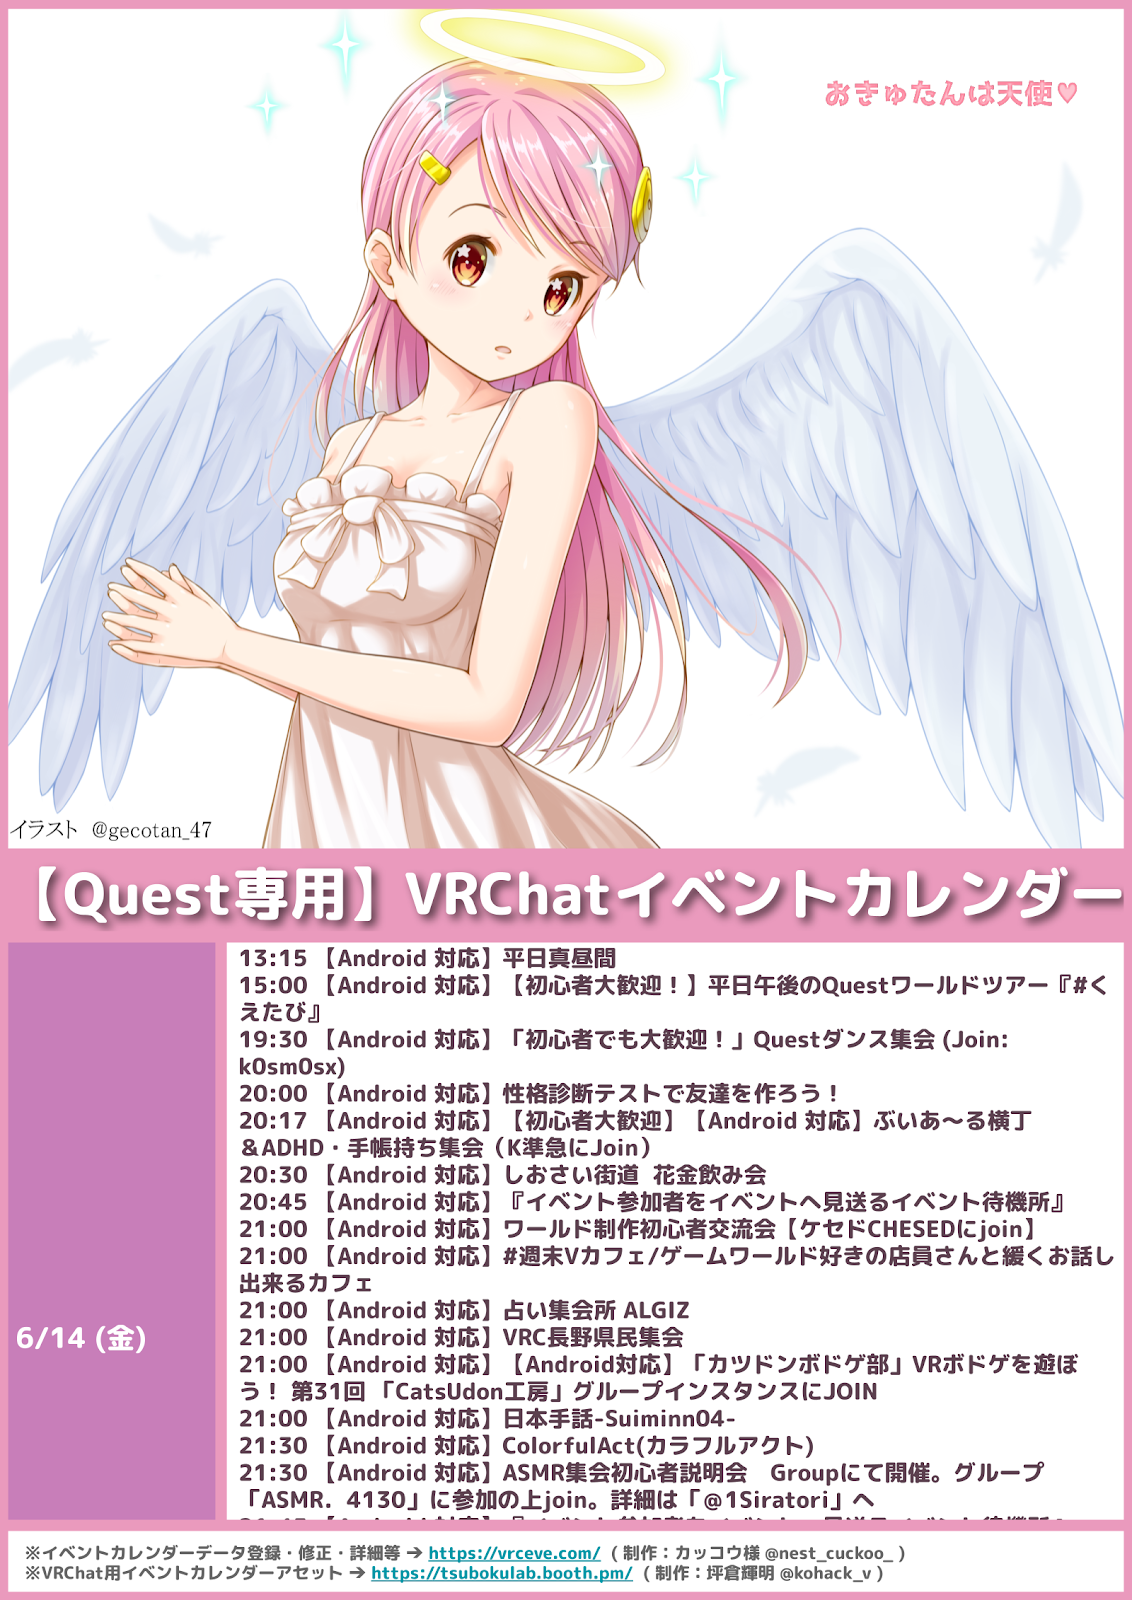 おきゅたんは天使♥
イラスト @gecotan_47
【Quest専用】VRChatイベントカレンダー
6/14 (金)
13:15 【Android 対応】平日真昼間
15:00 【Android 対応】【初心者大歓迎！】平日午後のQuestワールドツアー『#く
えたび』
19:30 【Android 対応】「初心者でも大歓迎！」Questダンス集会 (Join:
k0sm0sx)
20:00 【Android 対応】性格診断テストで友達を作ろう！
20:17 【Android 対応】【初心者大歓迎】【Android 対応】ぶいあ～る横丁
＆ADHD・手帳持ち集会（K準急にJoin）
20:30 【Android 対応】しおさい街道 花金飲み会
20:45 【Android 対応】『イベント参加者をイベントへ見送るイベント待機所』
21:00 【Android 対応】ワールド制作初心者交流会【ケセドCHESEDにjoin】
21:00 【Android 対応】#週末Vカフェ/ゲームワールド好きの店員さんと緩くお話し
出来るカフェ
21:00 【Android 対応】占い集会所 ALGIZ
21:00 【Android 対応】VRC長野県民集会
21:00 【Android 対応】【Android対応】「カツドンボドゲ部」VRボドゲを遊ぼ
う！ 第31回 「CatsUdon工房」グループインスタンスにJOIN
21:00 【Android 対応】日本手話-Suiminn04-
21:30 【Android 対応】ColorfulAct(カラフルアクト)
21:30 【Android 対応】ASMR集会初心者説明会　Groupにて開催。グループ
「ASMR．4130」に参加の上join。詳細は「＠1Siratori」へ
※イベントカレンダーデータ登録・修正・詳細等 ➔ https://vrceve.com/ ( 制作：カッコウ様 @nest_cuckoo_ )
※VRChat用イベントカレンダーアセット ➔ https://tsubokulab.booth.pm/ ( 制作：坪倉輝明 @kohack_v )